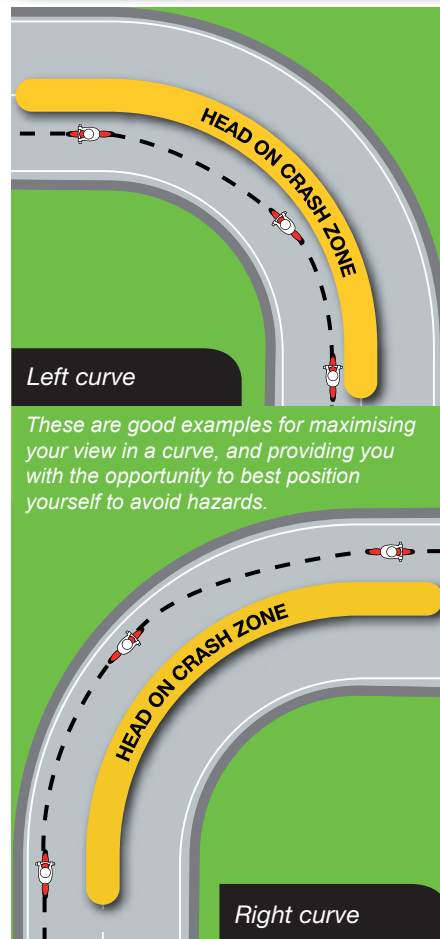 HEAD ON CRASH ZONE
Left curve
These are good examples for maximising
your view in a curve, and providing you
with the opportunity to best position
yourself to avoid hazards.
HEAD ON CRASH ZONE
Right curve